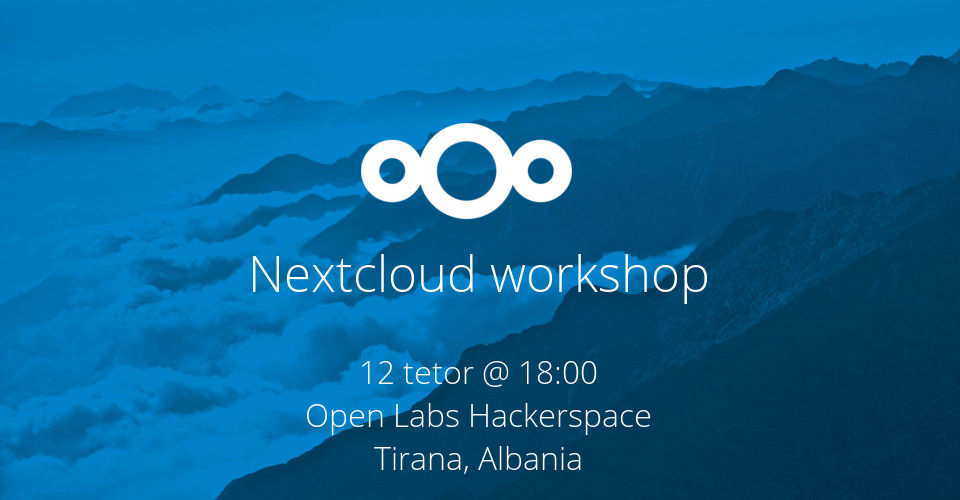 Nextcloud workshop
12 tetor @ 18:00
Open Labs Hackerspace
Tirana, Albania